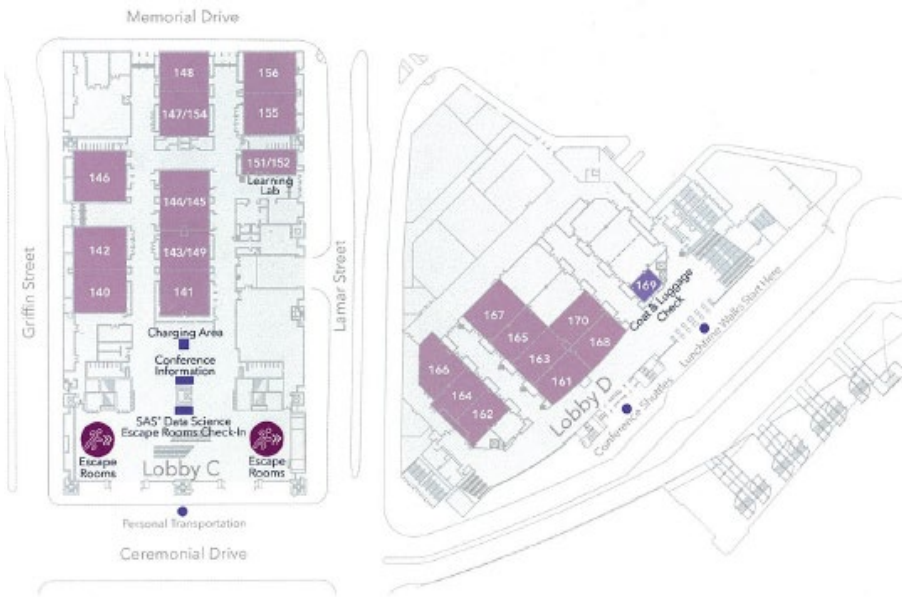 Memorial Drive
148
156
147/154
155
151/152
Learning
Lab
146
144/145
142
143/149
140
141
Griffin Street
Lamar Street
Charging Area
Conference
Information
SAS® Data Science
Escape Rooms Check-In
Escape
Rooms
Lobby C
Escape
Rooms
Personal Transportation
Ceremonial Drive
169
Coat & Luggage
Check
Lunchtime Walks Start Here
167
170
165
168
163
166
161
164
162
Lobby D
Conference Shuttles